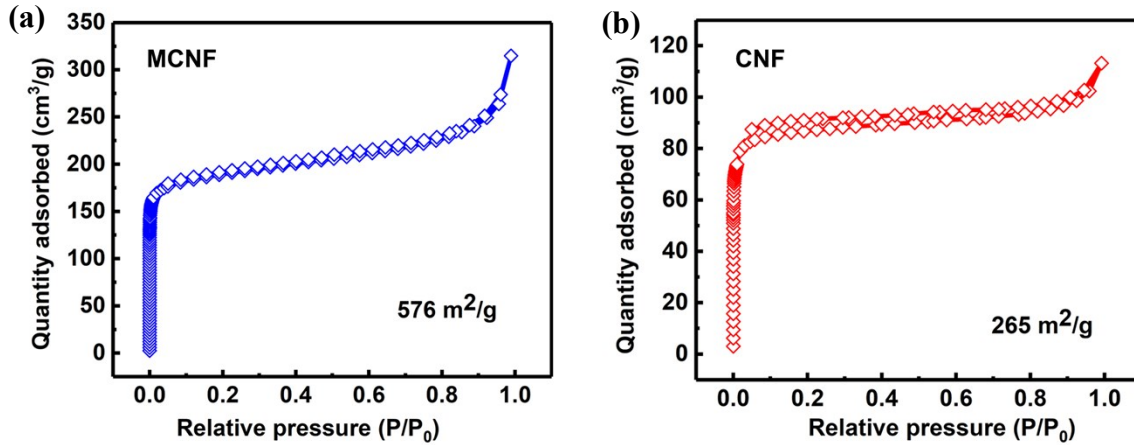 (a)
MCNF
Quantity adsorbed (cm³/g)
350
300
250
200
150
100
50
0
576 m²/g
0.0 0.2 0.4 0.6 0.8 1.0
Relative pressure (P/P₀)
(b)
CNF
Quantity adsorbed (cm³/g)
120
100
80
60
40
20
0
265 m²/g
0.0 0.2 0.4 0.6 0.8 1.0
Relative pressure (P/P₀)